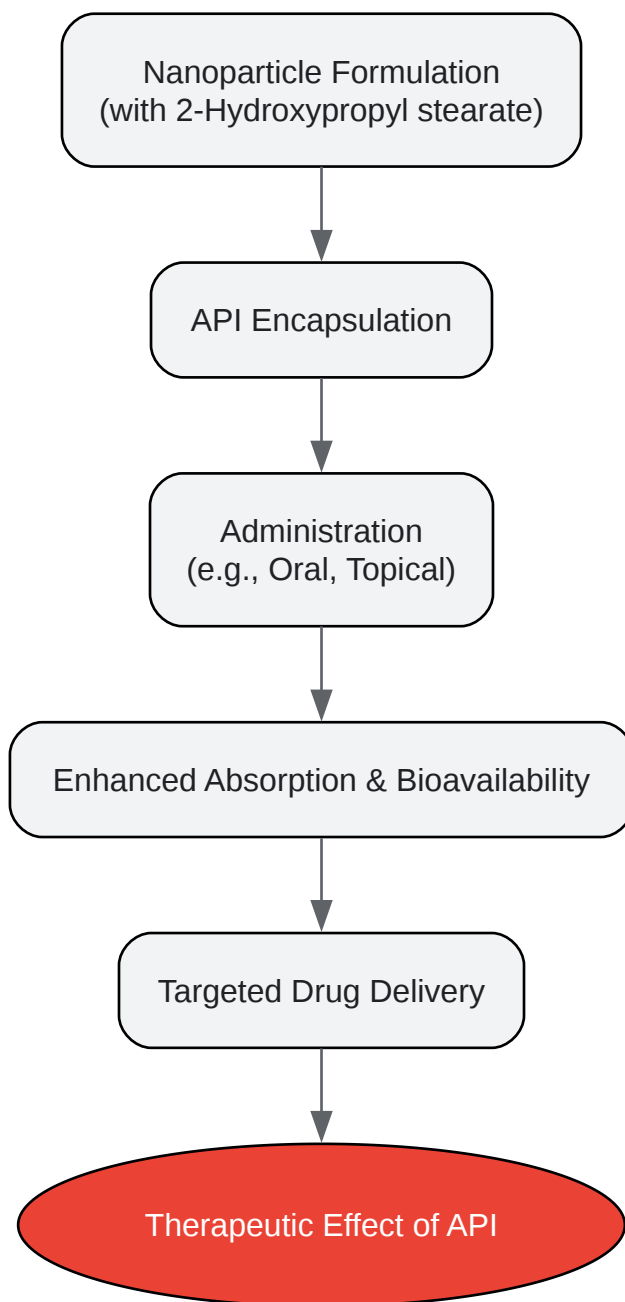 Nanoparticle Formulation
(with 2-Hydroxypropyl stearate)
API Encapsulation
Administration
(e.g., Oral, Topical)
Enhanced Absorption & Bioavailability
Targeted Drug Delivery
Therapeutic Effect of API